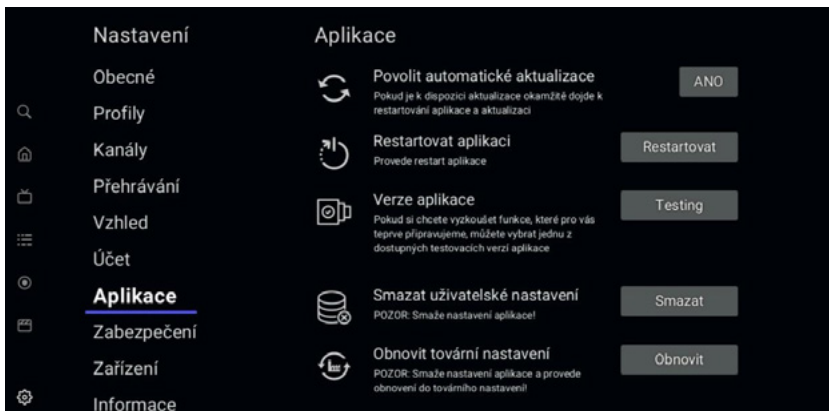 Nastavení
Obecné
Profily
Kanály
Přehrávání
Vzhled
Účet
Aplikace
Zabezpečení
Zařízení
Informace
Aplikace
Povolit automatické aktualizace
Pokud je k dispozici aktualizace okamžitě dojde k
restartování aplikace a aktualizaci
ANO
Restartovat aplikaci
Provede restart aplikace
Restartovat
Verze aplikace
Pokud si chcete vyzkoušet funkce, které pro vás
teprve připravujeme, můžete vybrat jednu z
dostupných testovacích verzí aplikace
Testing
Smazat uživatelské nastavení
POZOR: Smaže nastavení aplikace!
Smazat
Obnovit tovární nastavení
POZOR: Smaže nastavení aplikace a provede
obnovení do továrního nastavení!
Obnovit